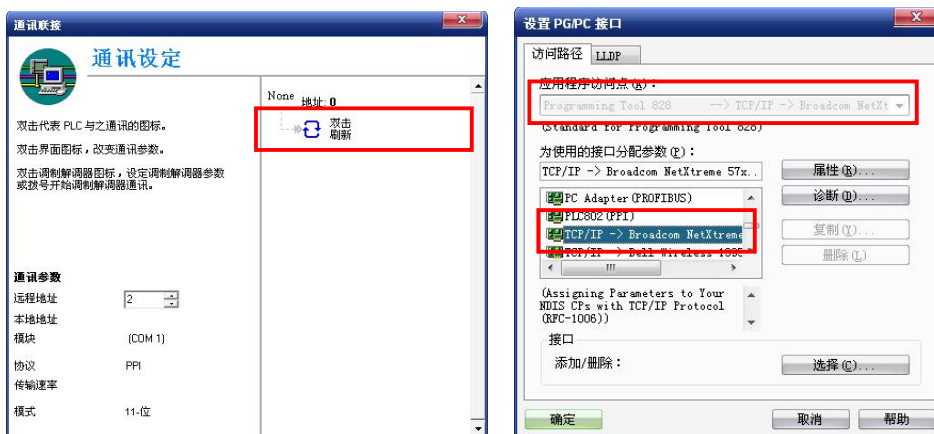 通讯联接
通讯设定
双击代表 PLC 与之通讯的图标。
双击界面图标，改变通讯参数。
双击调制解调器图标，设定调制解调器参数
或拨号开始调制解调器通讯。
通讯参数
远程地址 2
本地地址
模块 (COM 1)
协议 PPI
传输速率
模式 11-位
None 地址: 0
双击
刷新
设置 PG/PC 接口
访问路径 LLDP
应用程序访问点(A)：
Programming Tool 828 --> TCP/IP -> Broadcom NetXt
(Standard for Programming Tool 828)
为使用的接口分配参数(P)：
TCP/IP -> Broadcom NetXtreme 57x..
属性(R)...
PC Adapter(PROFIBUS)
诊断(D)...
PLC802(PPI)
TCP/IP -> Broadcom NetXtreme
复制(Y)...
TCP/IP -> Dell Wireless 1395
删除(L)
(Assigning Parameters to Your
NDIS CPs with TCP/IP Protocol
(RFC-1006))
接口
添加/删除：
选择(C)...
确定 取消 帮助